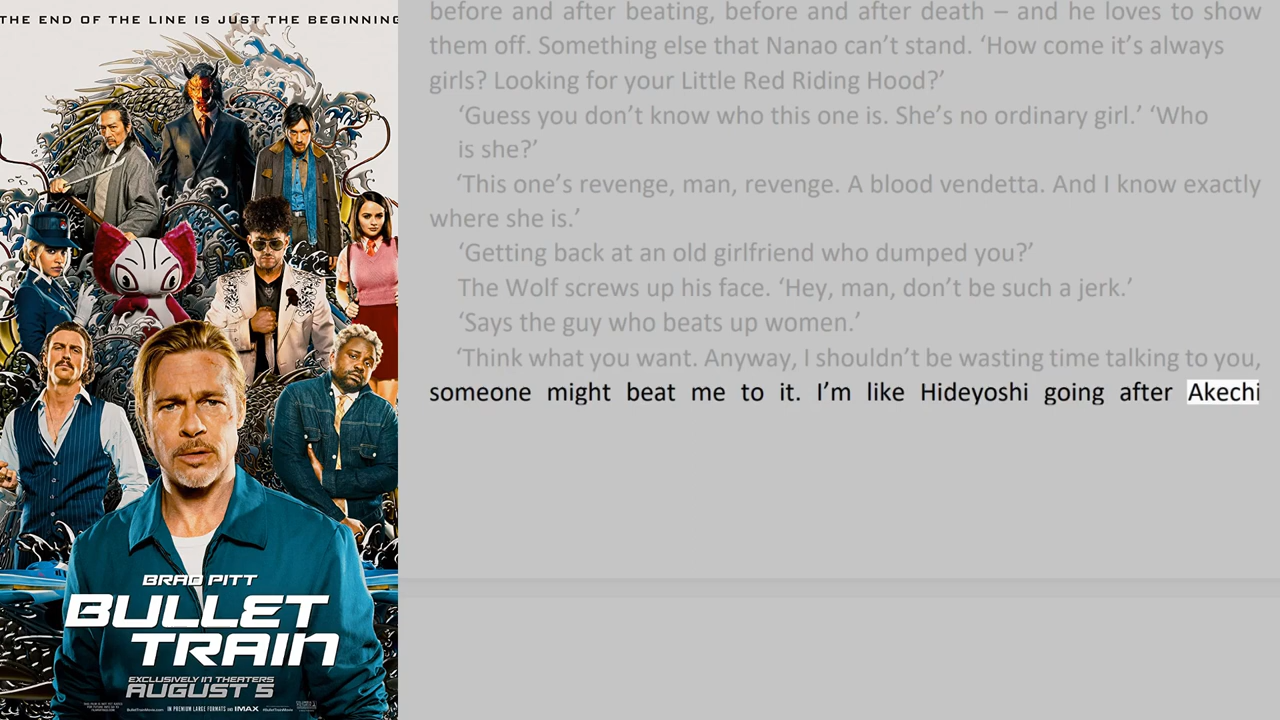 THE END OF THE LINE IS JUST THE BEGINNING
BRAD PITT
BULLET
TRAIN
EXCLUSIVELY IN THEATERS
AUGUST 5
BulletTrainMovie.com
IN PREMIUM LARGE FORMATS AND IMAX
#BulletTrainMovie
before and after beating, before and after death – and he loves to show
them off. Something else that Nanao can’t stand. ‘How come it’s always
girls? Looking for your Little Red Riding Hood?’
‘Guess you don’t know who this one is. She’s no ordinary girl.’ ‘Who
is she?’
‘This one’s revenge, man, revenge. A blood vendetta. And I know exactly
where she is.’
‘Getting back at an old girlfriend who dumped you?’
The Wolf screws up his face. ‘Hey, man, don’t be such a jerk.’
‘Says the guy who beats up women.’
‘Think what you want. Anyway, I shouldn’t be wasting time talking to you,
someone might beat me to it. I’m like Hideyoshi going after Akechi